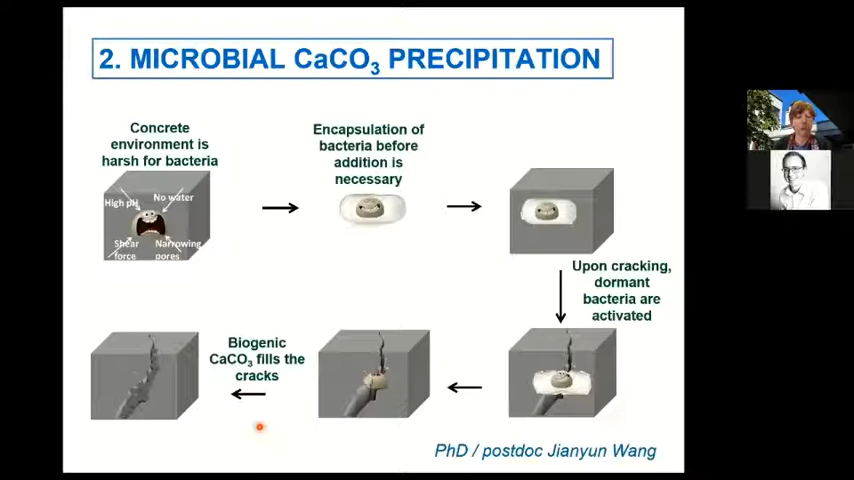 2. MICROBIAL CaCO3 PRECIPITATION
Concrete
environment is
harsh for bacteria
High pH
No water
Shear
force
Narrowing
pores
Encapsulation of
bacteria before
addition is
necessary
Upon cracking,
dormant
bacteria are
activated
Biogenic
CaCO3 fills the
cracks
PhD / postdoc Jianyun Wang